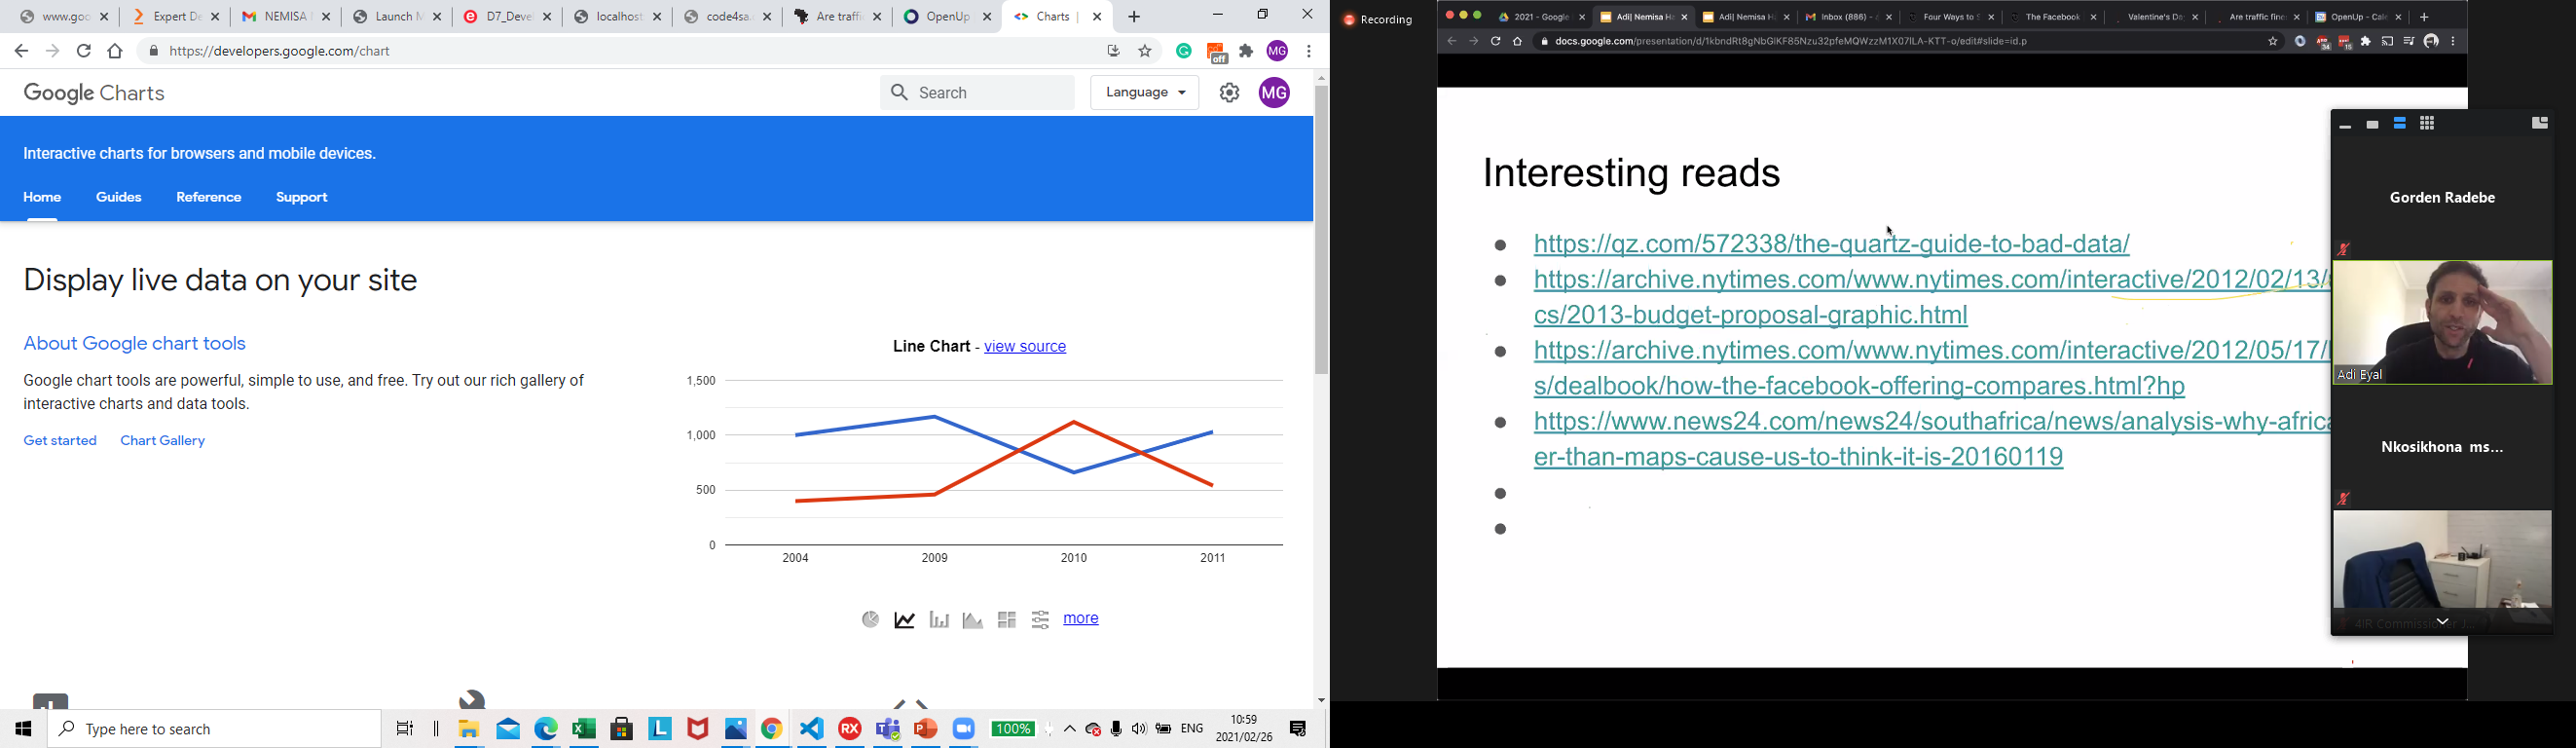 www.goo
Expert De
NEMISA
Launch M
D7_Devel
localhost
code4sa.
Are traffi
OpenUp
Charts |
https://developers.google.com/chart
off
MG
Google Charts
Search
Language
MG
Interactive charts for browsers and mobile devices.
Home Guides Reference Support
Display live data on your site
About Google chart tools
Google chart tools are powerful, simple to use, and free. Try out our rich gallery of
interactive charts and data tools.
Get started Chart Gallery
Line Chart - view source
1,500
1,000
500
0
2004 2009 2010 2011
more
Type here to search
100%
ENG
10:59
2021/02/26
Recording
2021 - Google
Adi| Nemisa Ha
Adi| Nemisa H
Inbox (886) -
Four Ways to S
The Facebook
Valentine's Da
Are traffic fine
OpenUp - Cale
docs.google.com/presentation/d/1kbndRt8gNbGlKF85Nzu32pfeMQWzzM1X07lLA-KTT-o/edit#slide=id.p
Interesting reads
https://qz.com/572338/the-quartz-guide-to-bad-data/
https://archive.nytimes.com/www.nytimes.com/interactive/2012/02/13/
cs/2013-budget-proposal-graphic.html
https://archive.nytimes.com/www.nytimes.com/interactive/2012/05/17/
s/dealbook/how-the-facebook-offering-compares.html?hp
https://www.news24.com/news24/southafrica/news/analysis-why-africa
er-than-maps-cause-us-to-think-it-is-20160119
Gorden Radebe
Adi Eyal
Nkosikhona ms...
4IR Commissioner J...